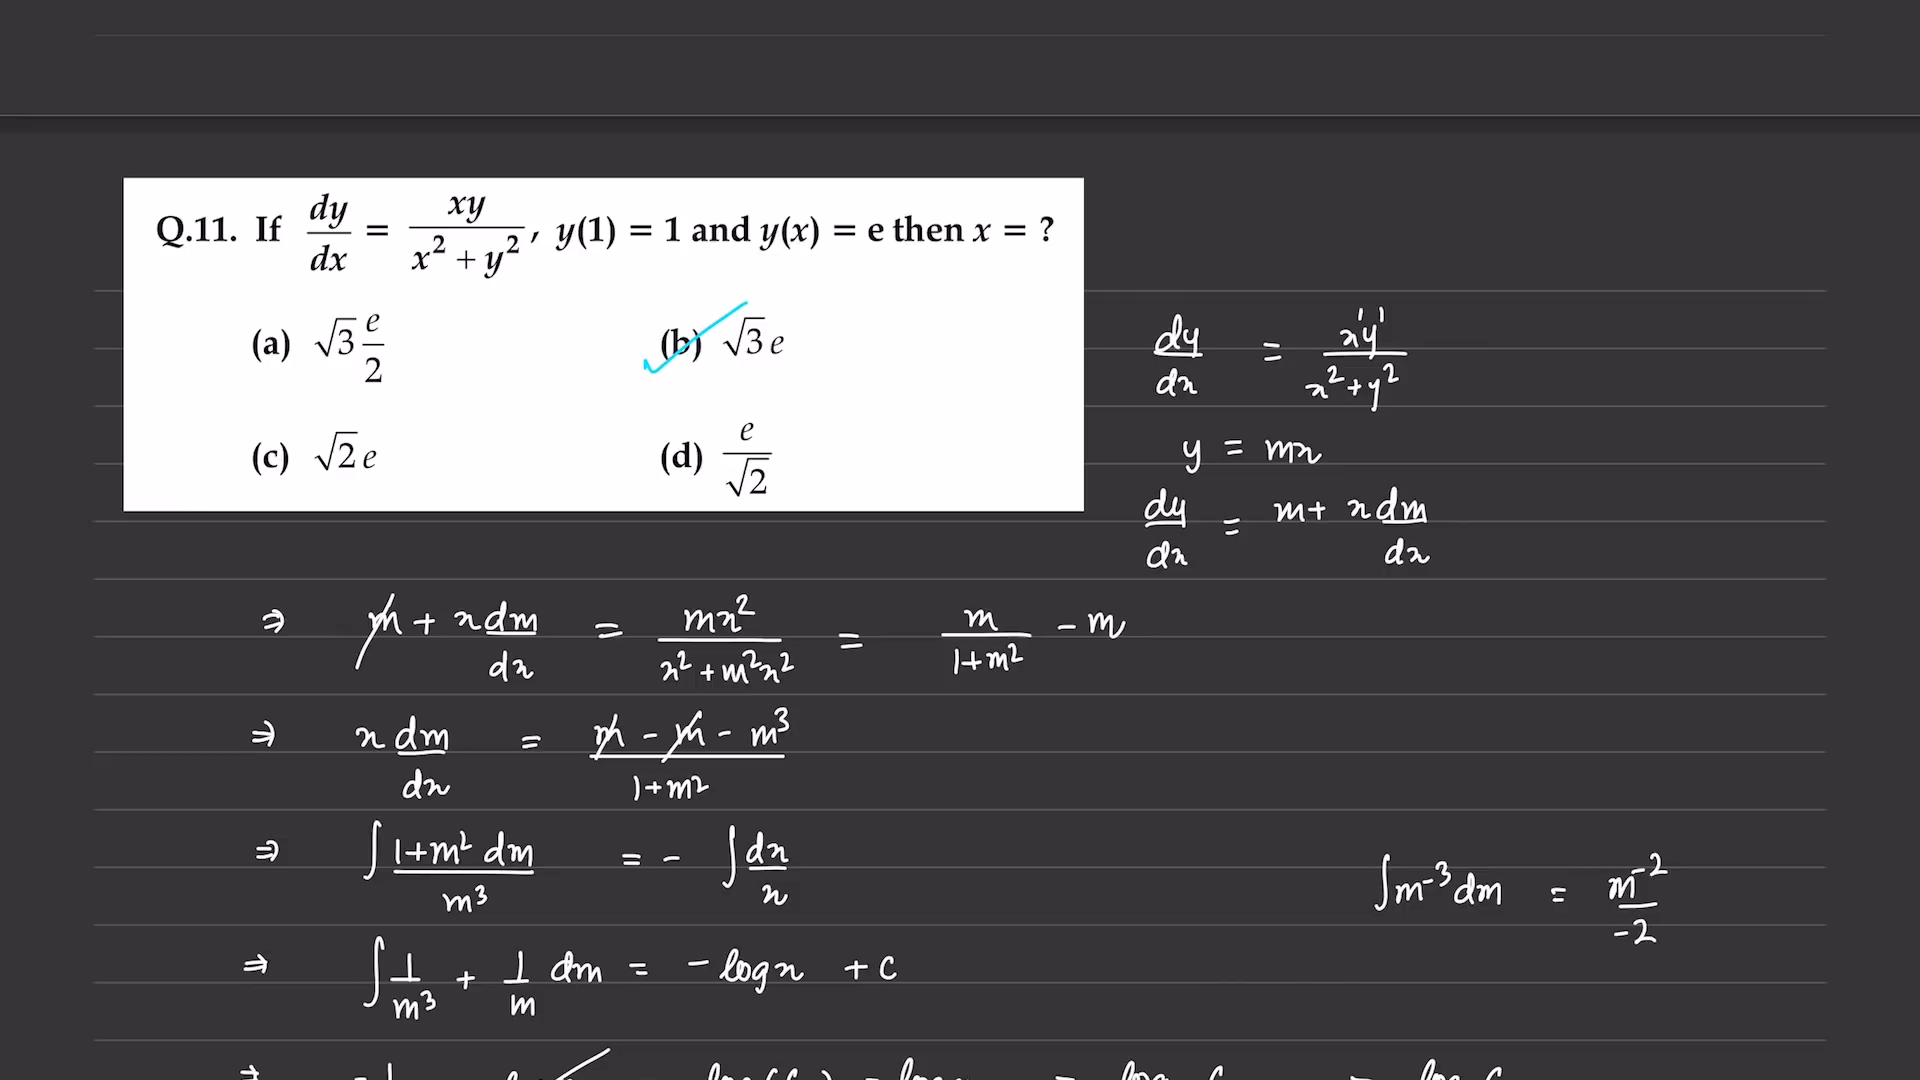 Q.11. If dy/dx = xy/(x² + y²), y(1) = 1 and y(x) = e then x = ?
(a) √3 e/2
(b) √3 e
(c) √2 e
(d) e/√2
dy/dx = x'y'/(x²+y²)
y = mx
dy/dx = m + x dm/dx
⇒ m + x dm/dx = mx²/(x²+m²x²) = m/(1+m²) - m
⇒ x dm/dx = (m - m - m³)/(1+m²)
⇒ ∫ (1+m² dm)/m³ = - ∫ dx/x
∫ m⁻³ dm = m⁻²/-2
⇒ ∫ 1/m³ + 1/m dm = - log x + c